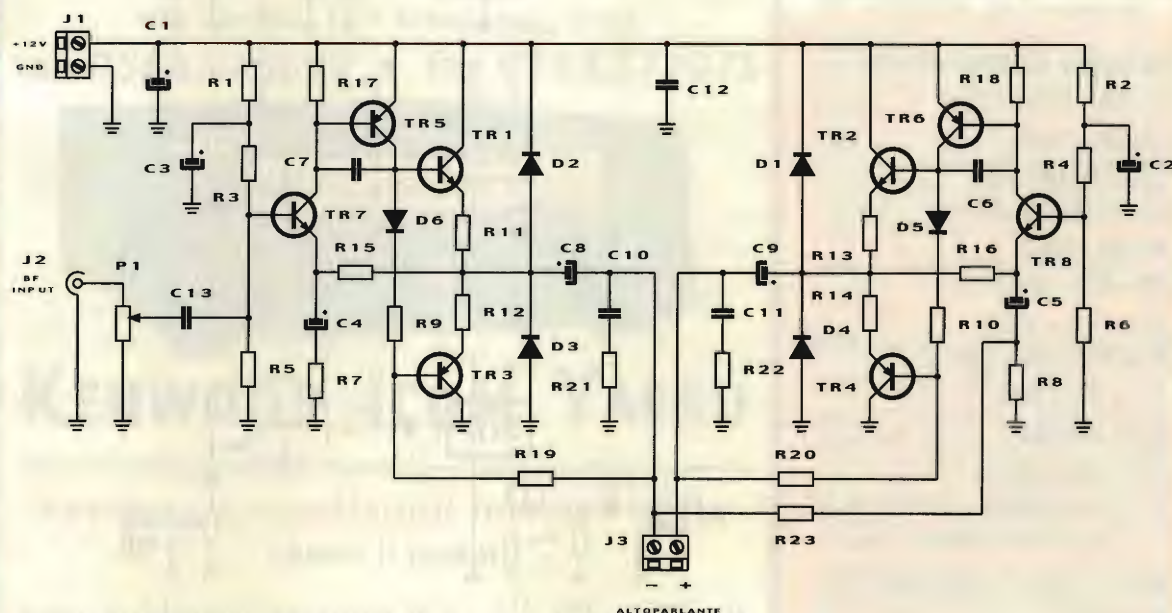 J1
+12V
GND
C1
R1
C3
R3
R17
TR5
TR1
C7
D6
TR7
R15
R11
D2
C8
C10
C12
J2
BF
INPUT
P1
C13
R5
C4
R7
R9
R12
TR3
D3
R21
R19
D1
TR2
TR6
R18
R2
R4
C2
C6
D5
TR8
R16
R13
C9
C11
R14
D4
R22
TR4
R10
C5
R8
R6
R20
R23
J3
- +
ALTOPARLANTE